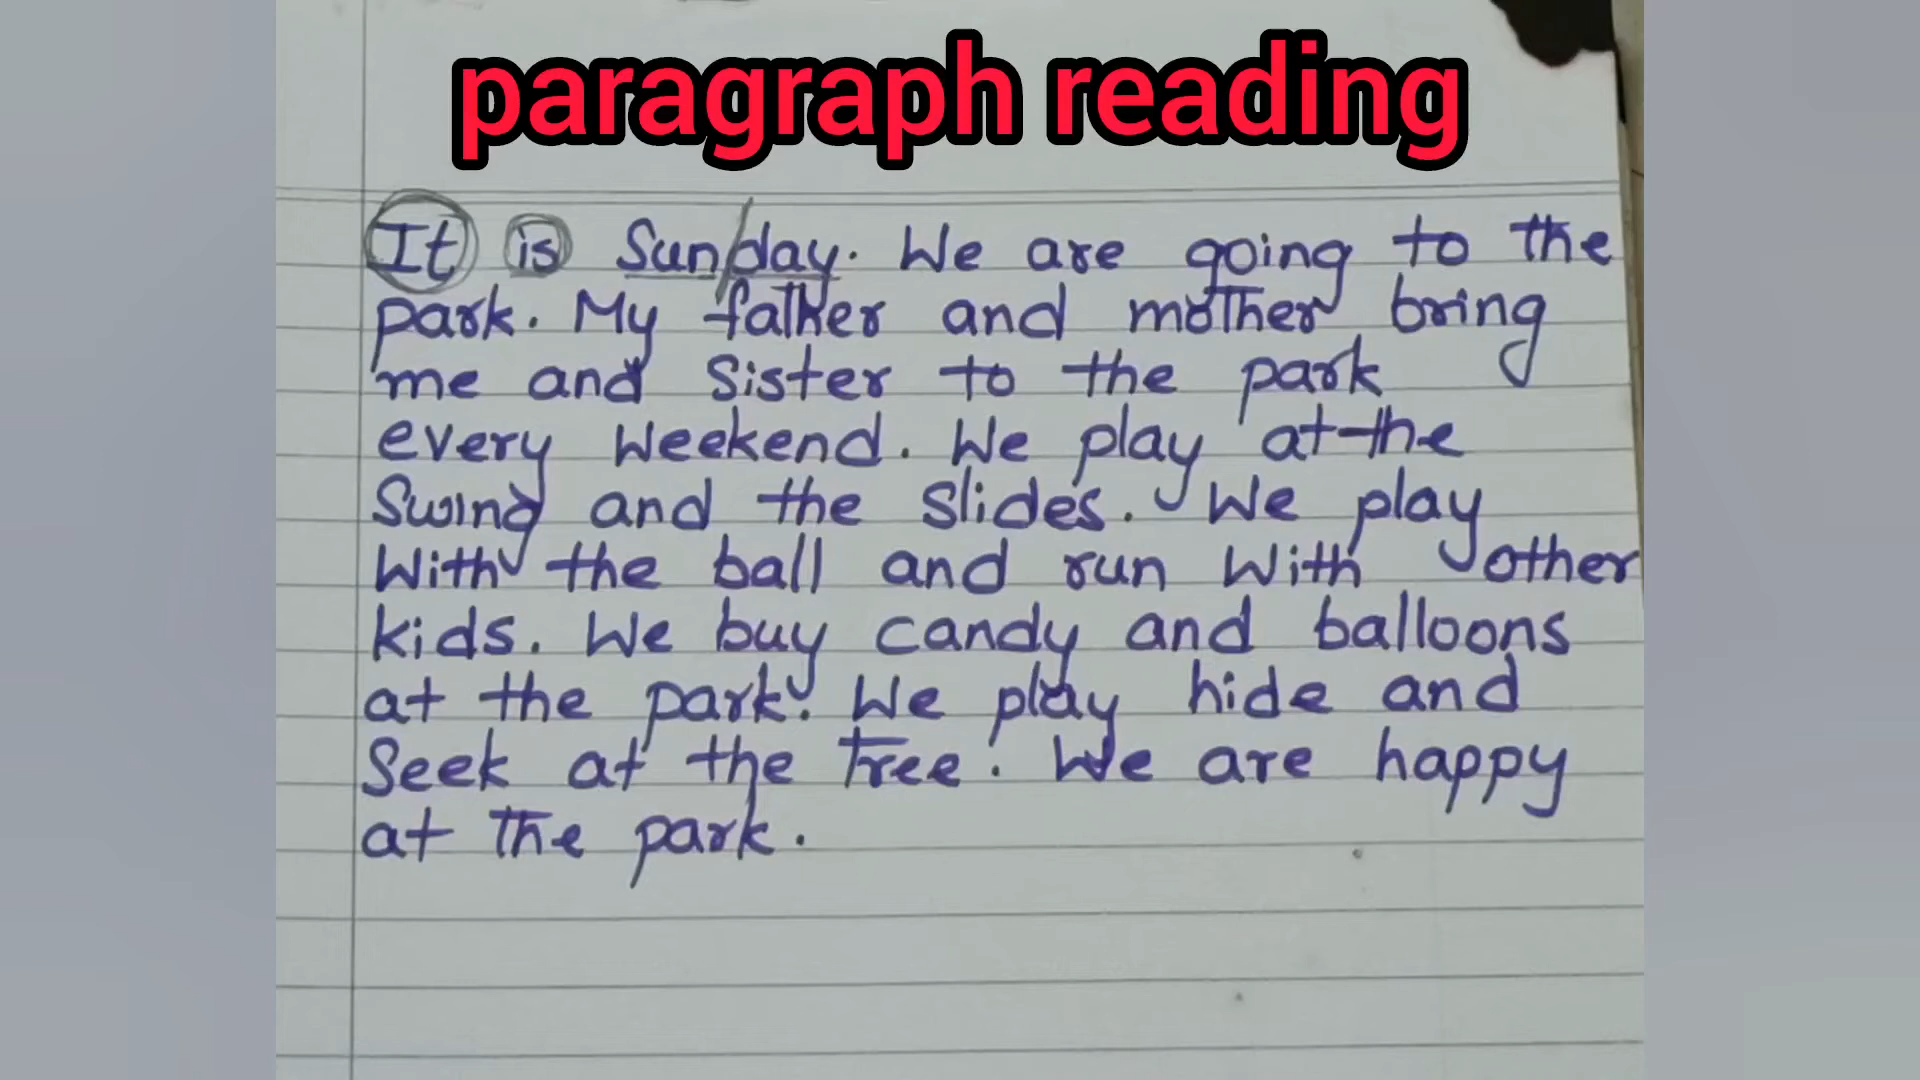 paragraph reading
It is Sunday. We are going to the
park. My father and mother bring
me and Sister to the park
every weekend. We play at the
Swing and the slides. We play
With the ball and run With other
kids. We buy candy and balloons
at the park. We play hide and
Seek at the Tree. We are happy
at The park.